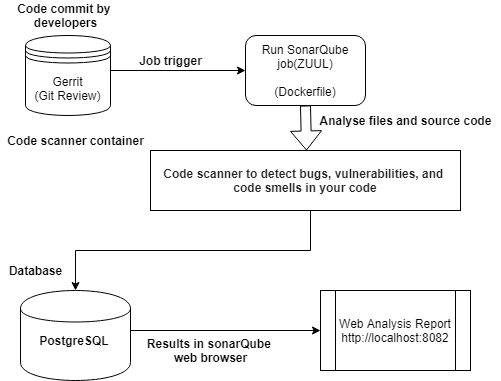 Code commit by
developers
Gerrit
(Git Review)
Job trigger
Run SonarQube
job(ZUUL)
(Dockerfile)
Analyse files and source code
Code scanner container
Code scanner to detect bugs, vulnerabilities, and
code smells in your code
Database
PostgreSQL
Results in sonarQube
web browser
Web Analysis Report
http://localhost:8082